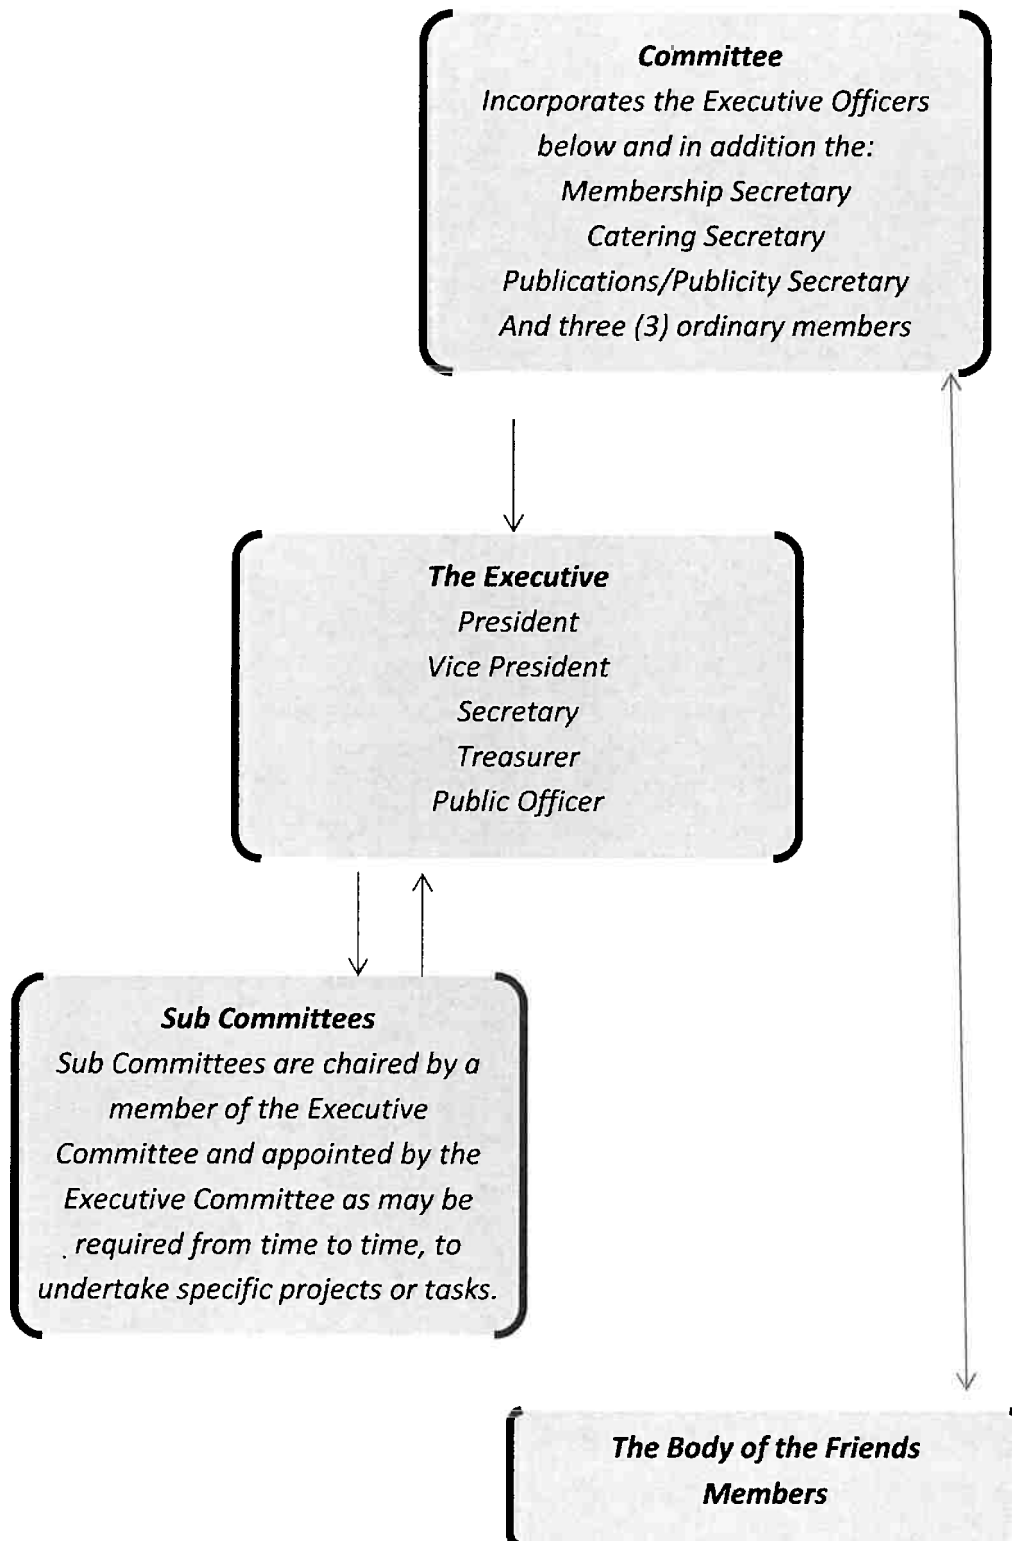 Committee
Incorporates the Executive Officers
below and in addition the:
Membership Secretary
Catering Secretary
Publications/Publicity Secretary
And three (3) ordinary members
The Executive
President
Vice President
Secretary
Treasurer
Public Officer
Sub Committees
Sub Committees are chaired by a
member of the Executive
Committee and appointed by the
Executive Committee as may be
required from time to time, to
undertake specific projects or tasks.
The Body of the Friends
Members